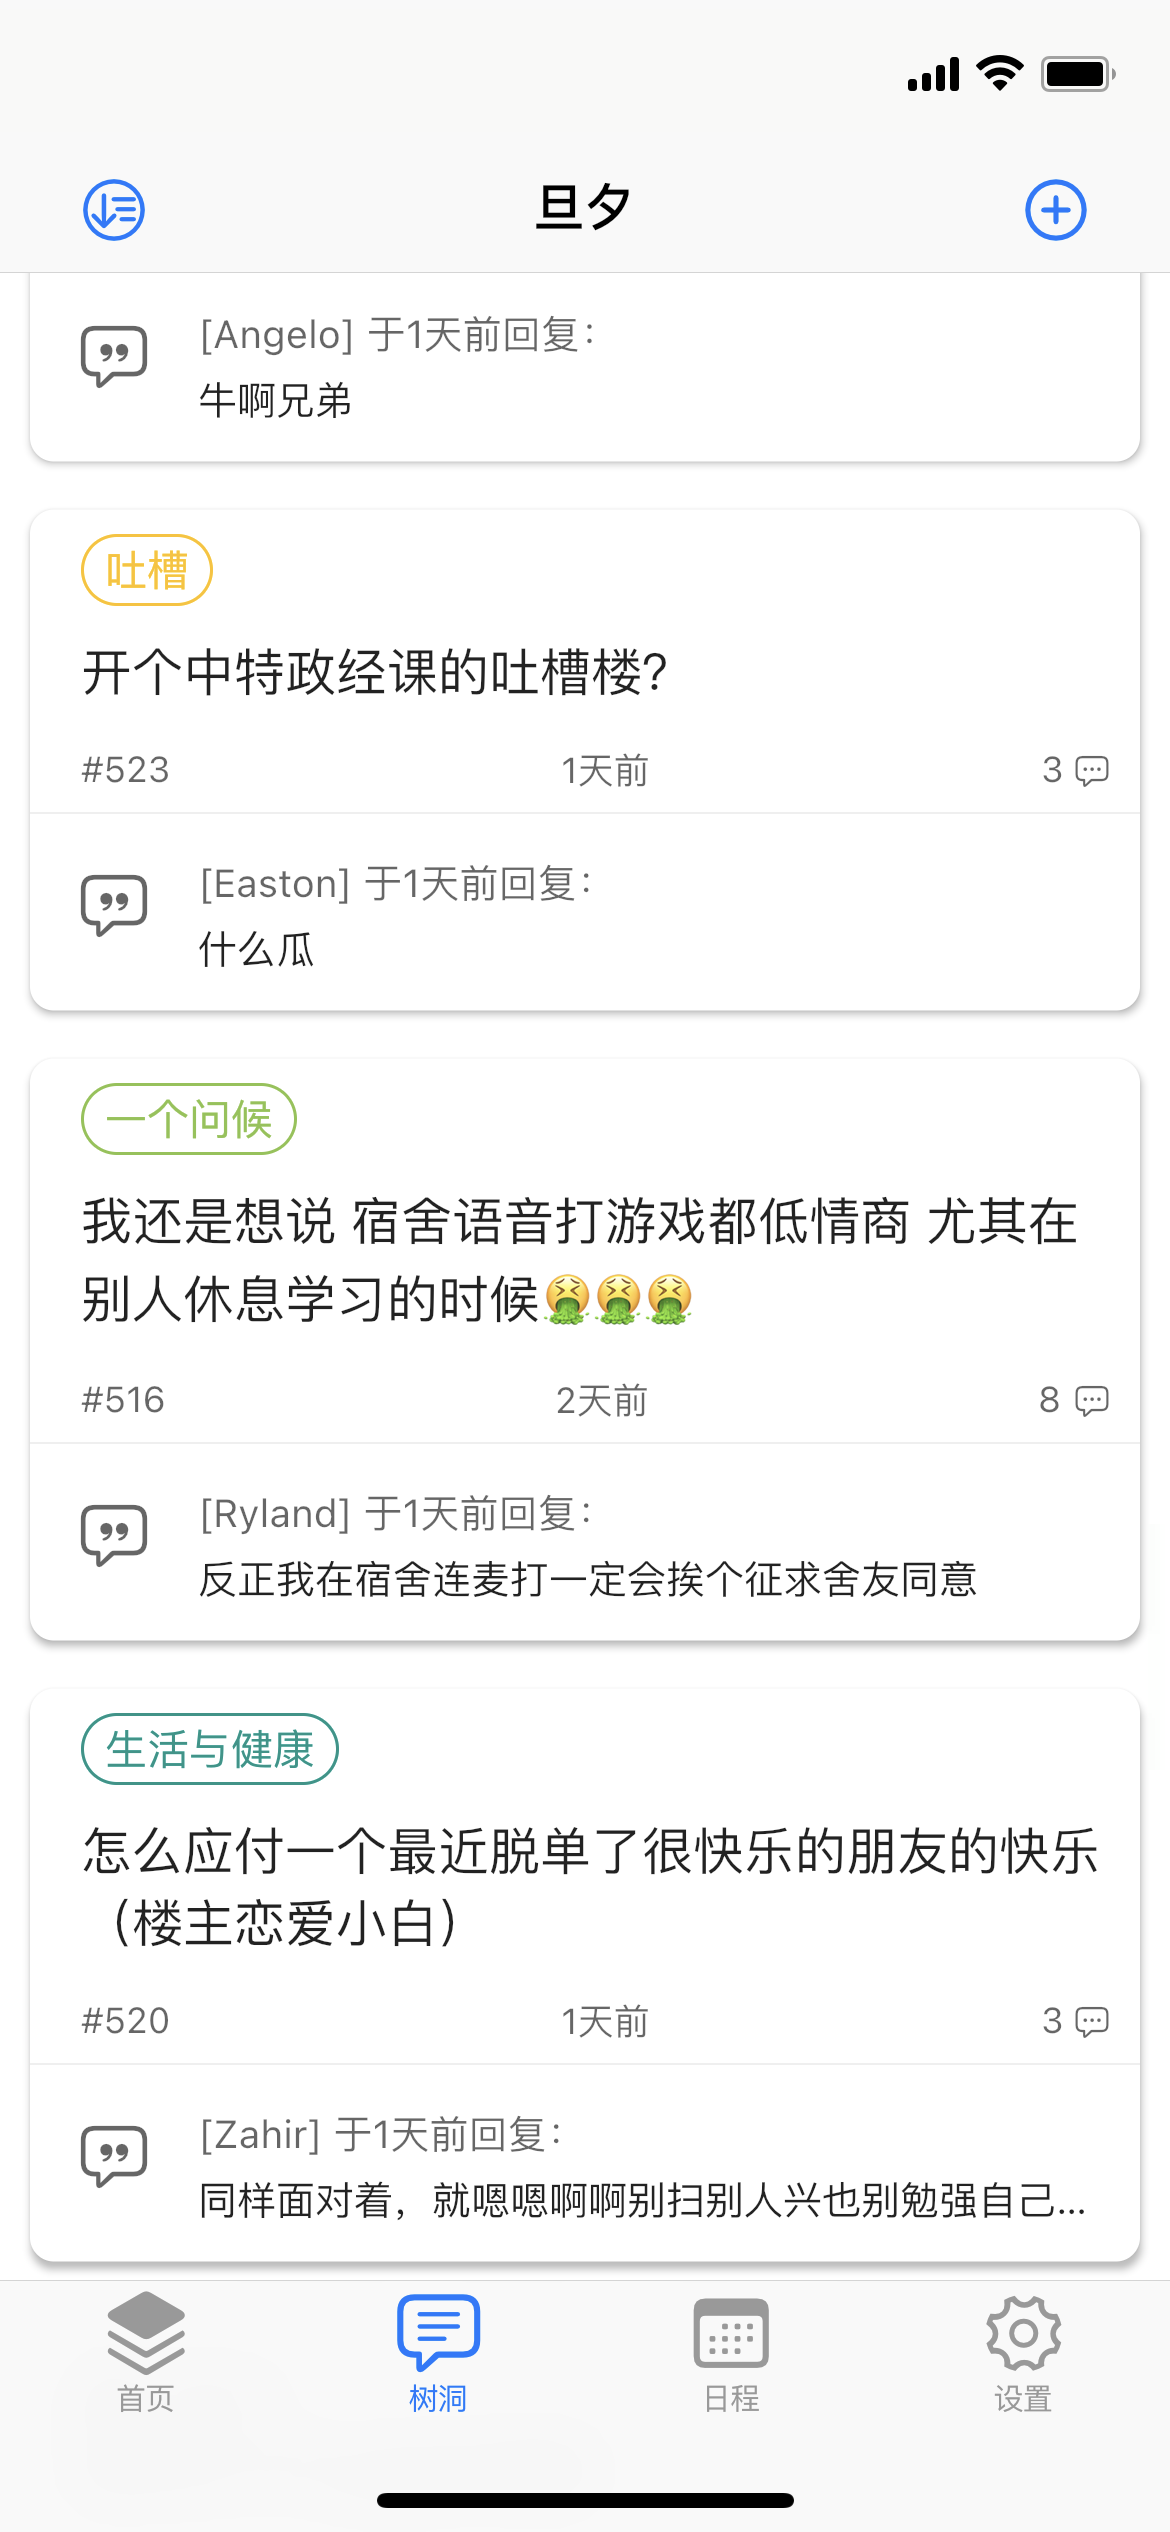 旦夕
[Angelo] 于1天前回复：
牛啊兄弟
吐槽
开个中特政经课的吐槽楼?
#523 1天前 3
[Easton] 于1天前回复：
什么瓜
一个问候
我还是想说 宿舍语音打游戏都低情商 尤其在
别人休息学习的时候🤮🤮🤮
#516 2天前 8
[Ryland] 于1天前回复：
反正我在宿舍连麦打一定会挨个征求舍友同意
生活与健康
怎么应付一个最近脱单了很快乐的朋友的快乐
（楼主恋爱小白）
#520 1天前 3
[Zahir] 于1天前回复：
同样面对着，就嗯嗯啊啊别扫别人兴也别勉强自己...
首页 树洞 日程 设置